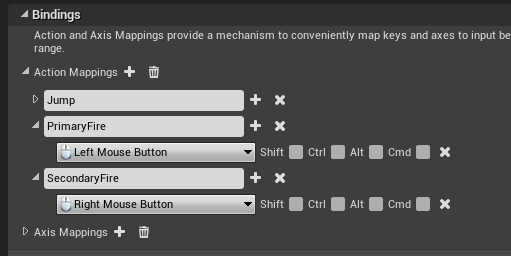 Bindings
Action and Axis Mappings provide a mechanism to conveniently map keys and axes to input be
range.
Action Mappings
Jump
PrimaryFire
Left Mouse Button Shift Ctrl Alt Cmd
SecondaryFire
Right Mouse Button Shift Ctrl Alt Cmd
Axis Mappings